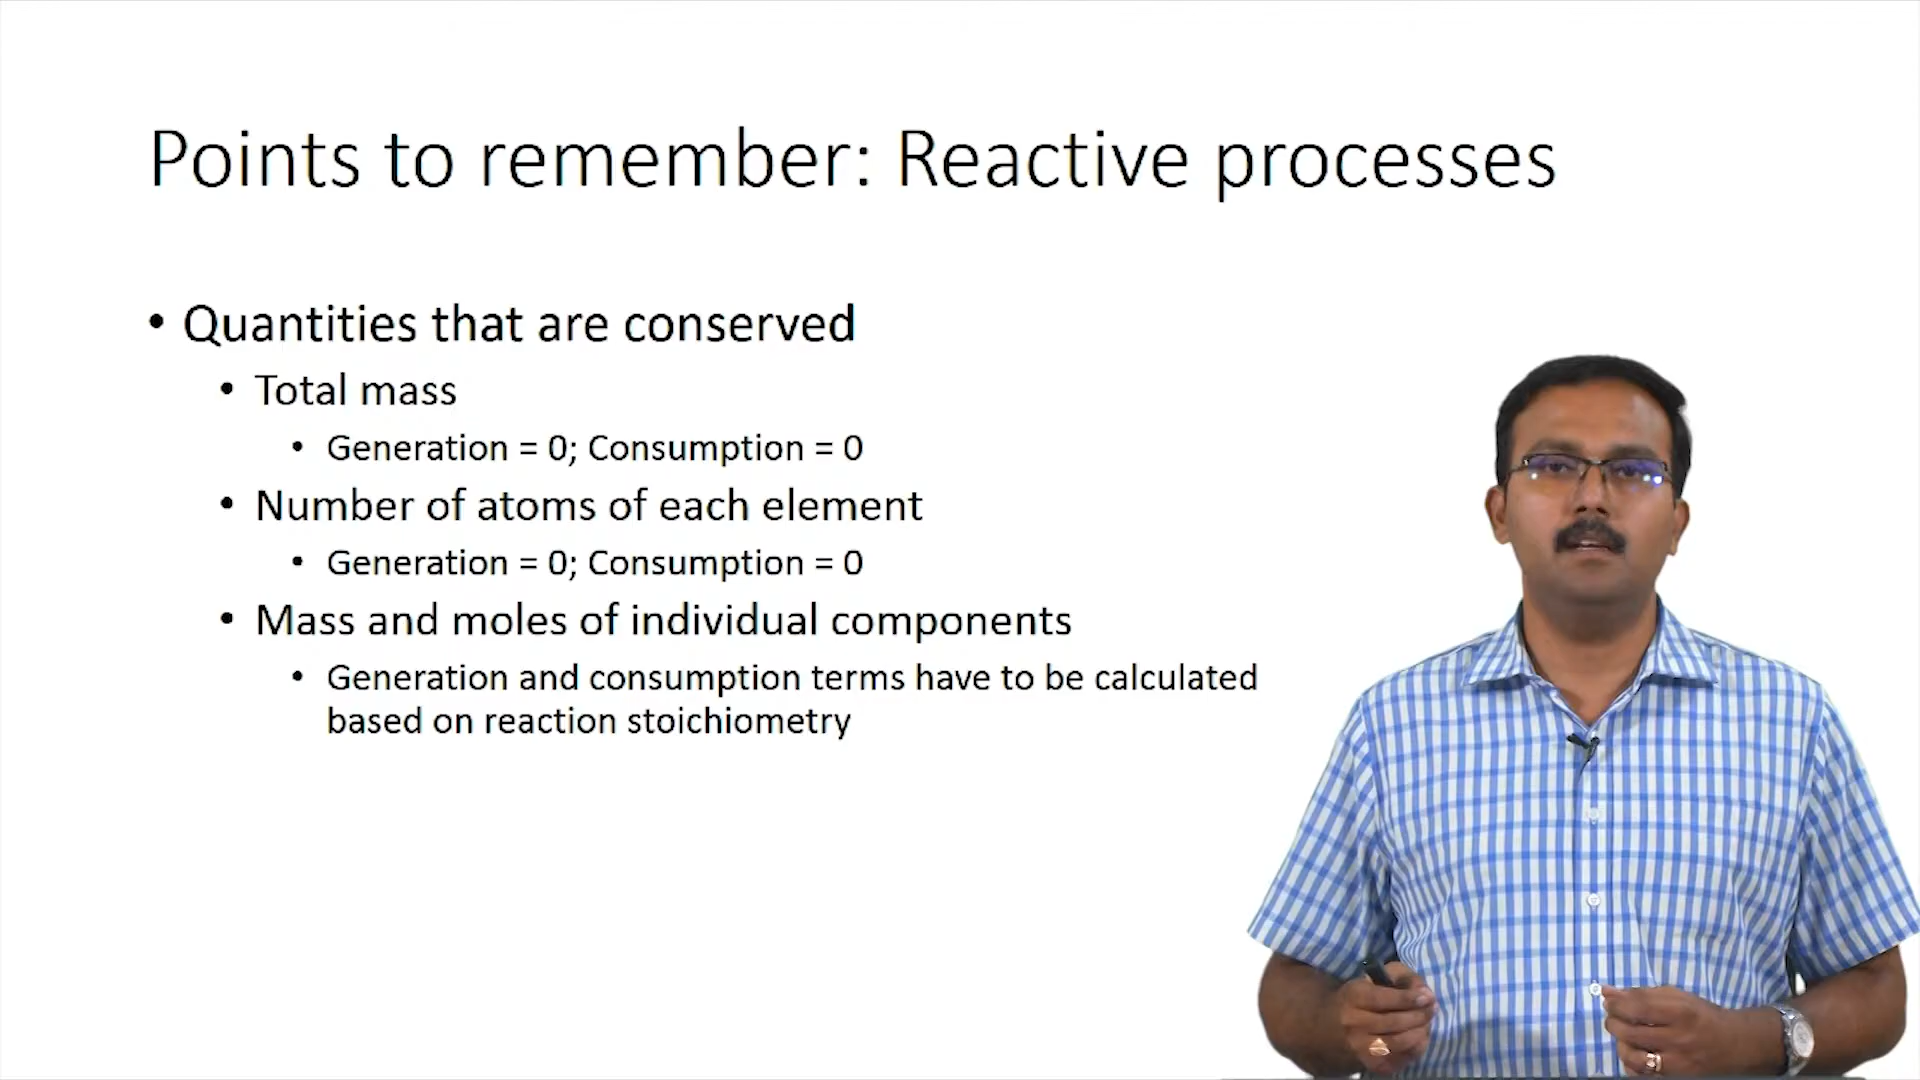 Points to remember: Reactive processes
• Quantities that are conserved
• Total mass
• Generation = 0; Consumption = 0
• Number of atoms of each element
• Generation = 0; Consumption = 0
• Mass and moles of individual components
• Generation and consumption terms have to be calculated
based on reaction stoichiometry